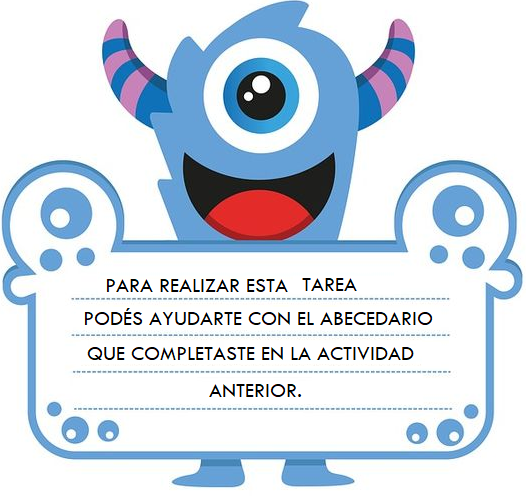 PARA REALIZAR ESTA TAREA
PODÉS AYUDARTE CON EL ABECEDARIO
QUE COMPLETASTE EN LA ACTIVIDAD
ANTERIOR.